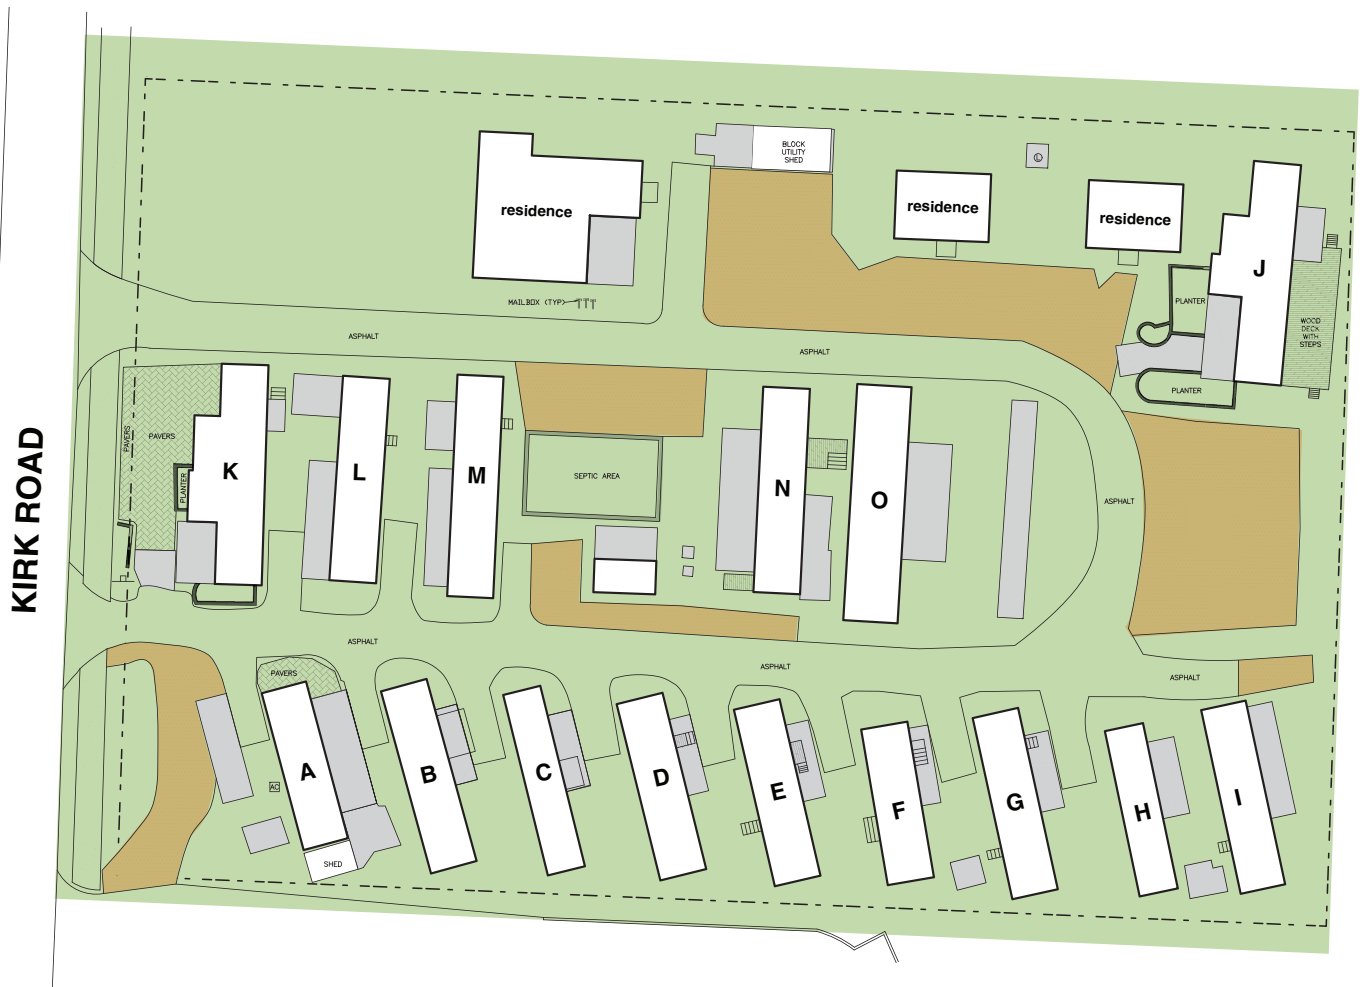 BLOCK
UTILITY
SHED
L
residence
residence
residence
J
MAILBOX (TYP)
PLANTER
WOOD
DECK
WITH
STEPS
ASPHALT
ASPHALT
PLANTER
PAVERS
PAVERS
K
L
M
SEPTIC AREA
N
O
ASPHALT
PLANTER
KIRK ROAD
ASPHALT
ASPHALT
ASPHALT
PAVERS
A
B
C
D
E
F
G
H
I
AC
SHED